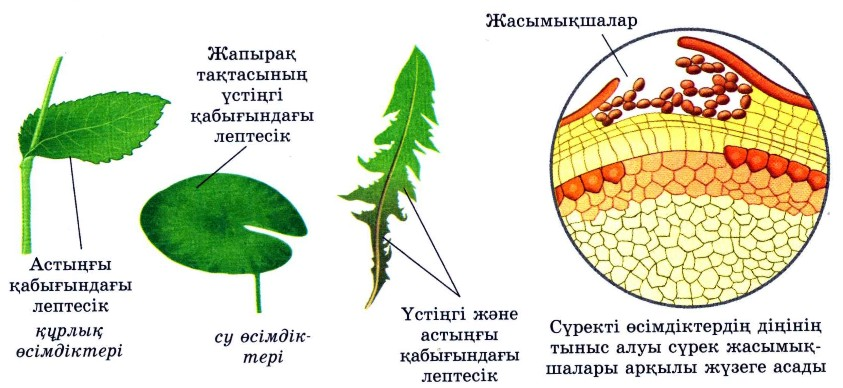 Жасымықшалар
Жапырақ
тақтасының
үстіңгі
қабығындағы
лептесік
Астыңғы
қабығындағы
лептесік
құрлық
өсімдіктері
су өсімдік-
тері
Үстіңгі және
астыңғы
қабығындағы
лептесік
Сүректі өсімдіктердің діңінің
тыныс алуы сүрек жасымық-
шалары арқылы жүзеге асады